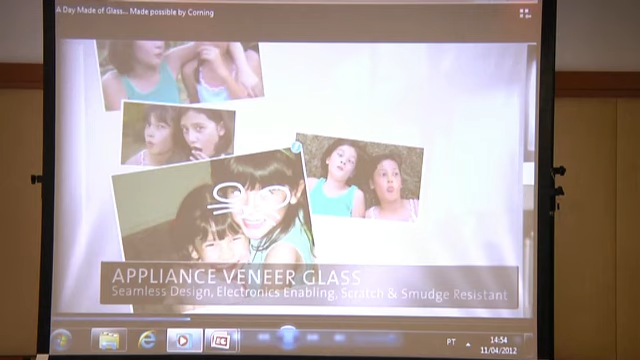 A Day Made of Glass... Made possible by Corning
APPLIANCE VENEER GLASS
Seamless Design, Electronics Enabling, Scratch & Smudge Resistant
PT
14:54
11/04/2012